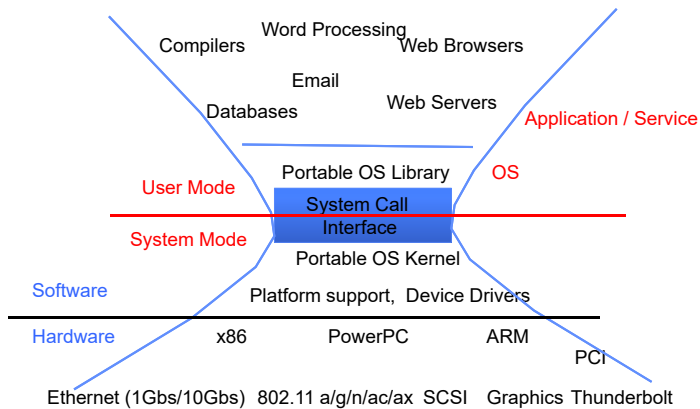 Word Processing
Compilers
Web Browsers
Email
Databases
Web Servers
Application / Service
Portable OS Library
OS
User Mode
System Call
Interface
System Mode
Portable OS Kernel
Software
Platform support, Device Drivers
Hardware
x86
PowerPC
ARM
PCI
Ethernet (1Gbs/10Gbs) 802.11 a/g/n/ac/ax SCSI Graphics Thunderbolt